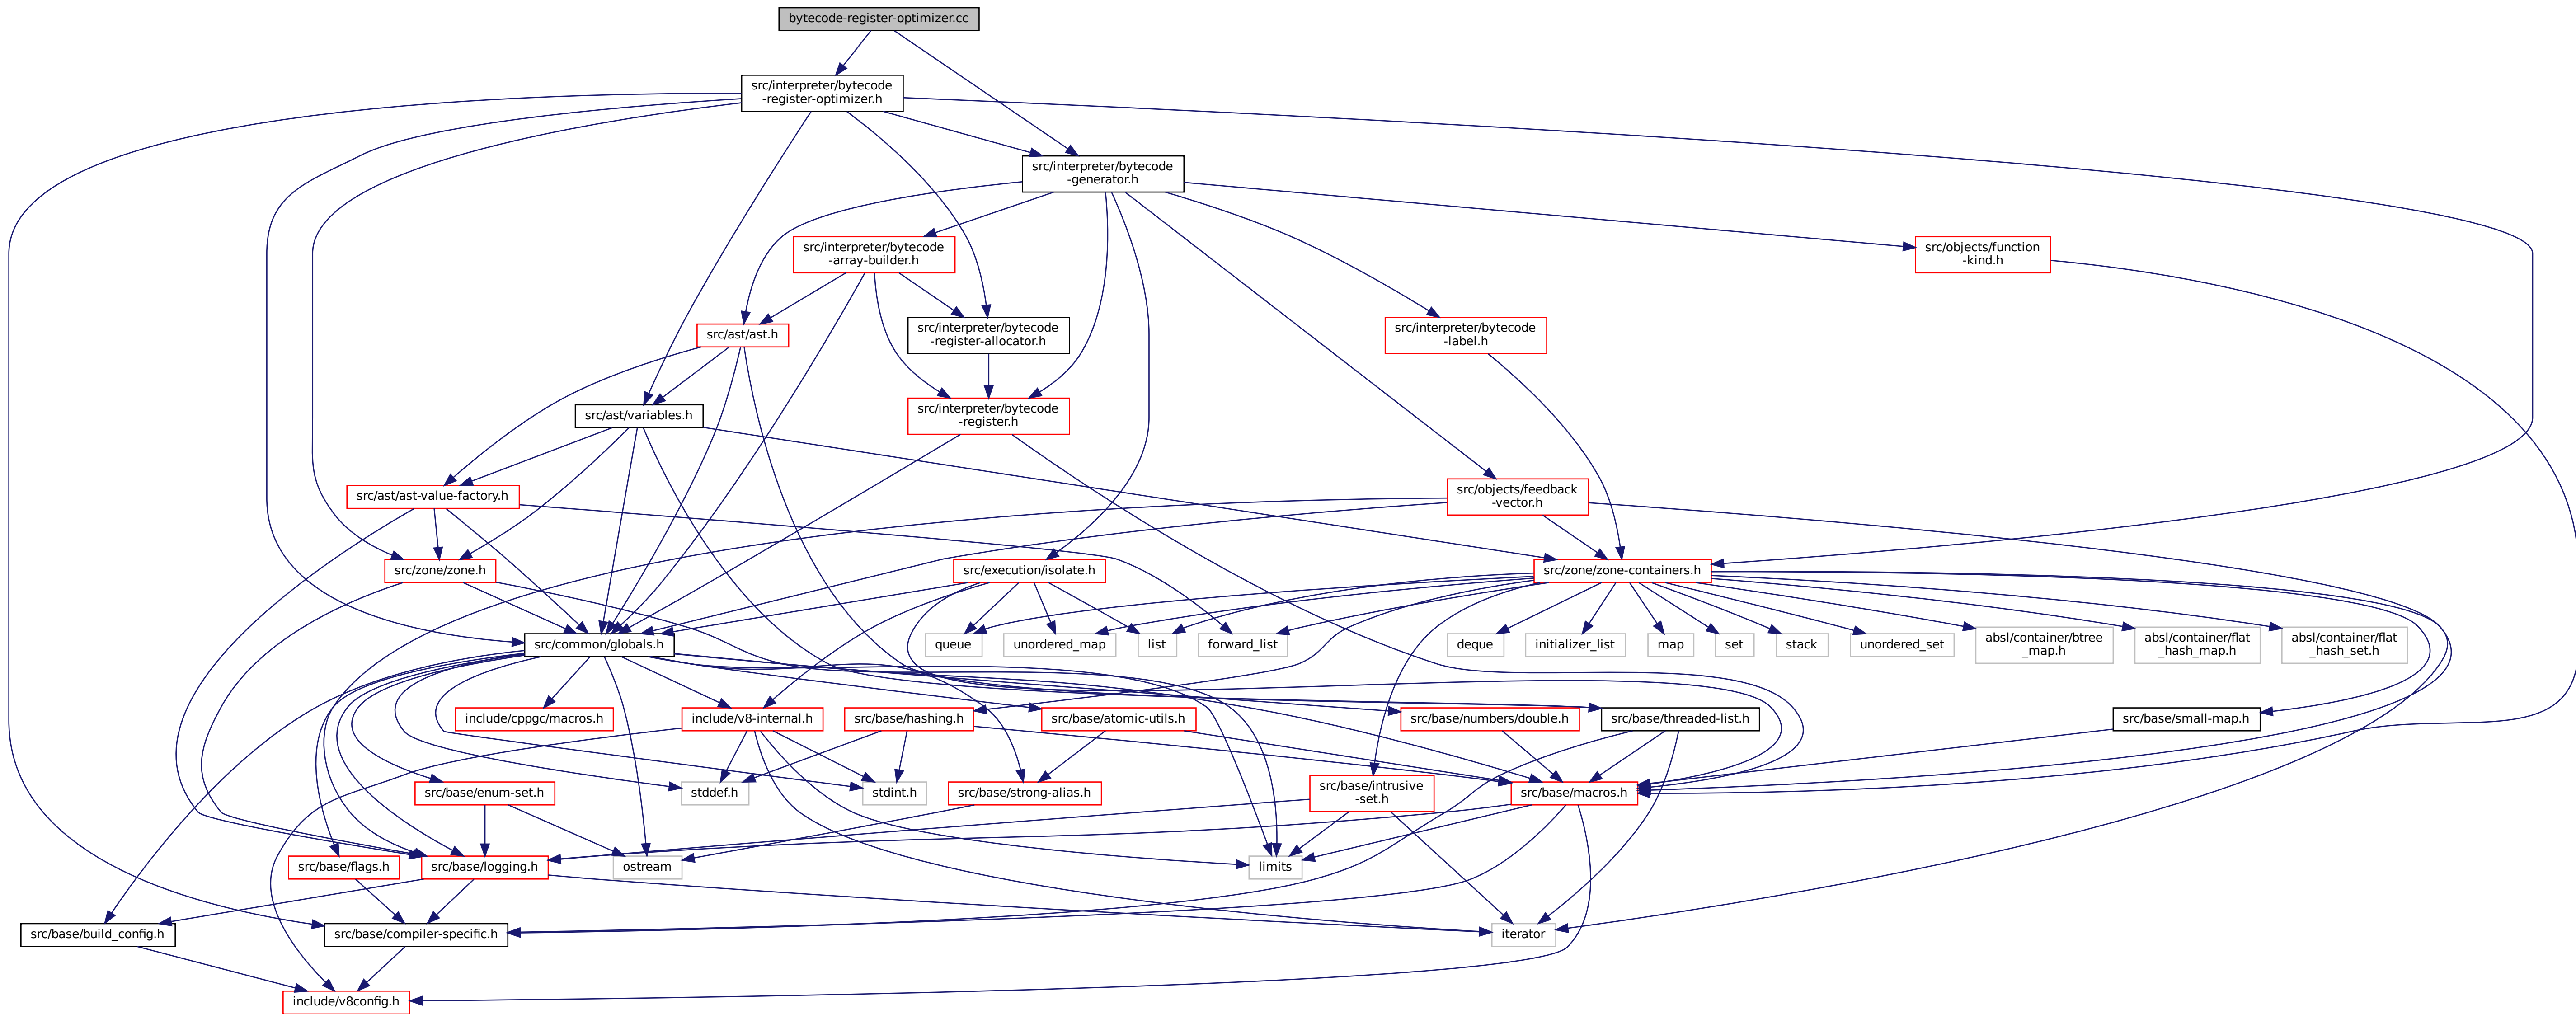 bytecode-register-optimizer.cc
src/interpreter/bytecode
-register-optimizer.h
src/interpreter/bytecode
-generator.h
src/interpreter/bytecode
-array-builder.h
src/objects/function
-kind.h
src/ast/ast.h
src/interpreter/bytecode
-register-allocator.h
src/interpreter/bytecode
-label.h
src/ast/variables.h
src/interpreter/bytecode
-register.h
src/ast/ast-value-factory.h
src/objects/feedback
-vector.h
src/zone/zone.h
src/execution/isolate.h
src/zone/zone-containers.h
src/common/globals.h
queue
unordered_map
list
forward_list
deque
initializer_list
map
set
stack
unordered_set
absl/container/btree
_map.h
absl/container/flat
_hash_map.h
absl/container/flat
_hash_set.h
include/cppgc/macros.h
include/v8-internal.h
src/base/hashing.h
src/base/atomic-utils.h
src/base/numbers/double.h
src/base/threaded-list.h
src/base/small-map.h
src/base/enum-set.h
stddef.h
stdint.h
src/base/strong-alias.h
src/base/intrusive
-set.h
src/base/macros.h
src/base/flags.h
src/base/logging.h
ostream
limits
src/base/build_config.h
src/base/compiler-specific.h
iterator
include/v8config.h